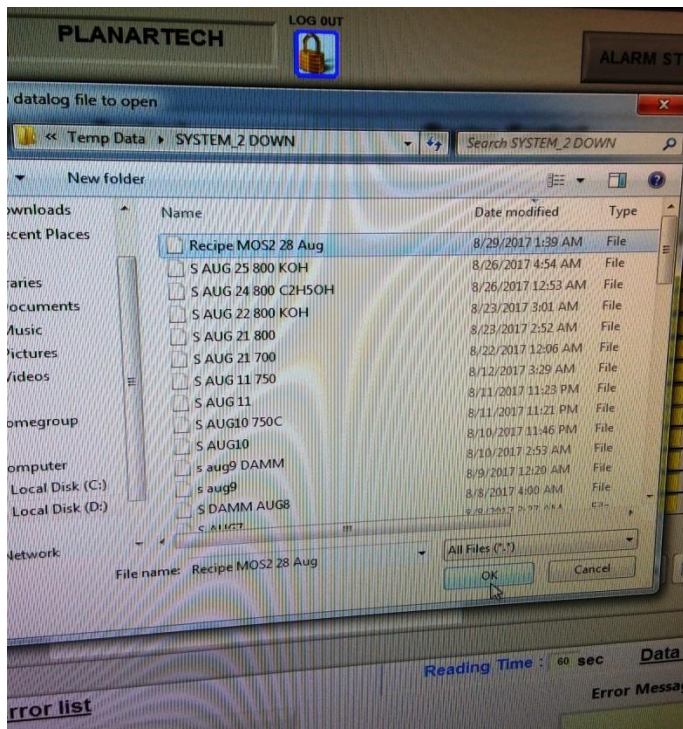 PLANARTECH
LOG OUT
ALARM ST
datalog file to open
« Temp Data ▸ SYSTEM_2 DOWN
Search SYSTEM_2 DOWN
New folder
Name Date modified Type
Recipe MOS2 28 Aug 8/29/2017 1:39 AM File
S AUG 25 800 KOH 8/26/2017 4:54 AM File
S AUG 24 800 C2H5OH 8/26/2017 12:53 AM File
S AUG 22 800 KOH 8/23/2017 3:01 AM File
S AUG 21 800 8/23/2017 2:52 AM File
S AUG 21 700 8/22/2017 12:06 AM File
S AUG 11 750 8/12/2017 3:29 AM File
S AUG 11 8/11/2017 11:23 PM File
S AUG10 750C 8/11/2017 11:21 PM File
S AUG10 8/10/2017 11:46 PM File
s aug9 DAMM 8/10/2017 2:53 AM File
s aug9 8/9/2017 12:20 AM File
S DAMM AUG8 8/8/2017 4:00 AM File
S AUG7
ownloads
ecent Places
raries
ocuments
Music
Pictures
Videos
omegroup
omputer
Local Disk (C:)
Local Disk (D:)
Network
File name: Recipe MOS2 28 Aug
All Files (*.*)
OK Cancel
Reading Time : 60 sec
Data
rror list
Error Messa